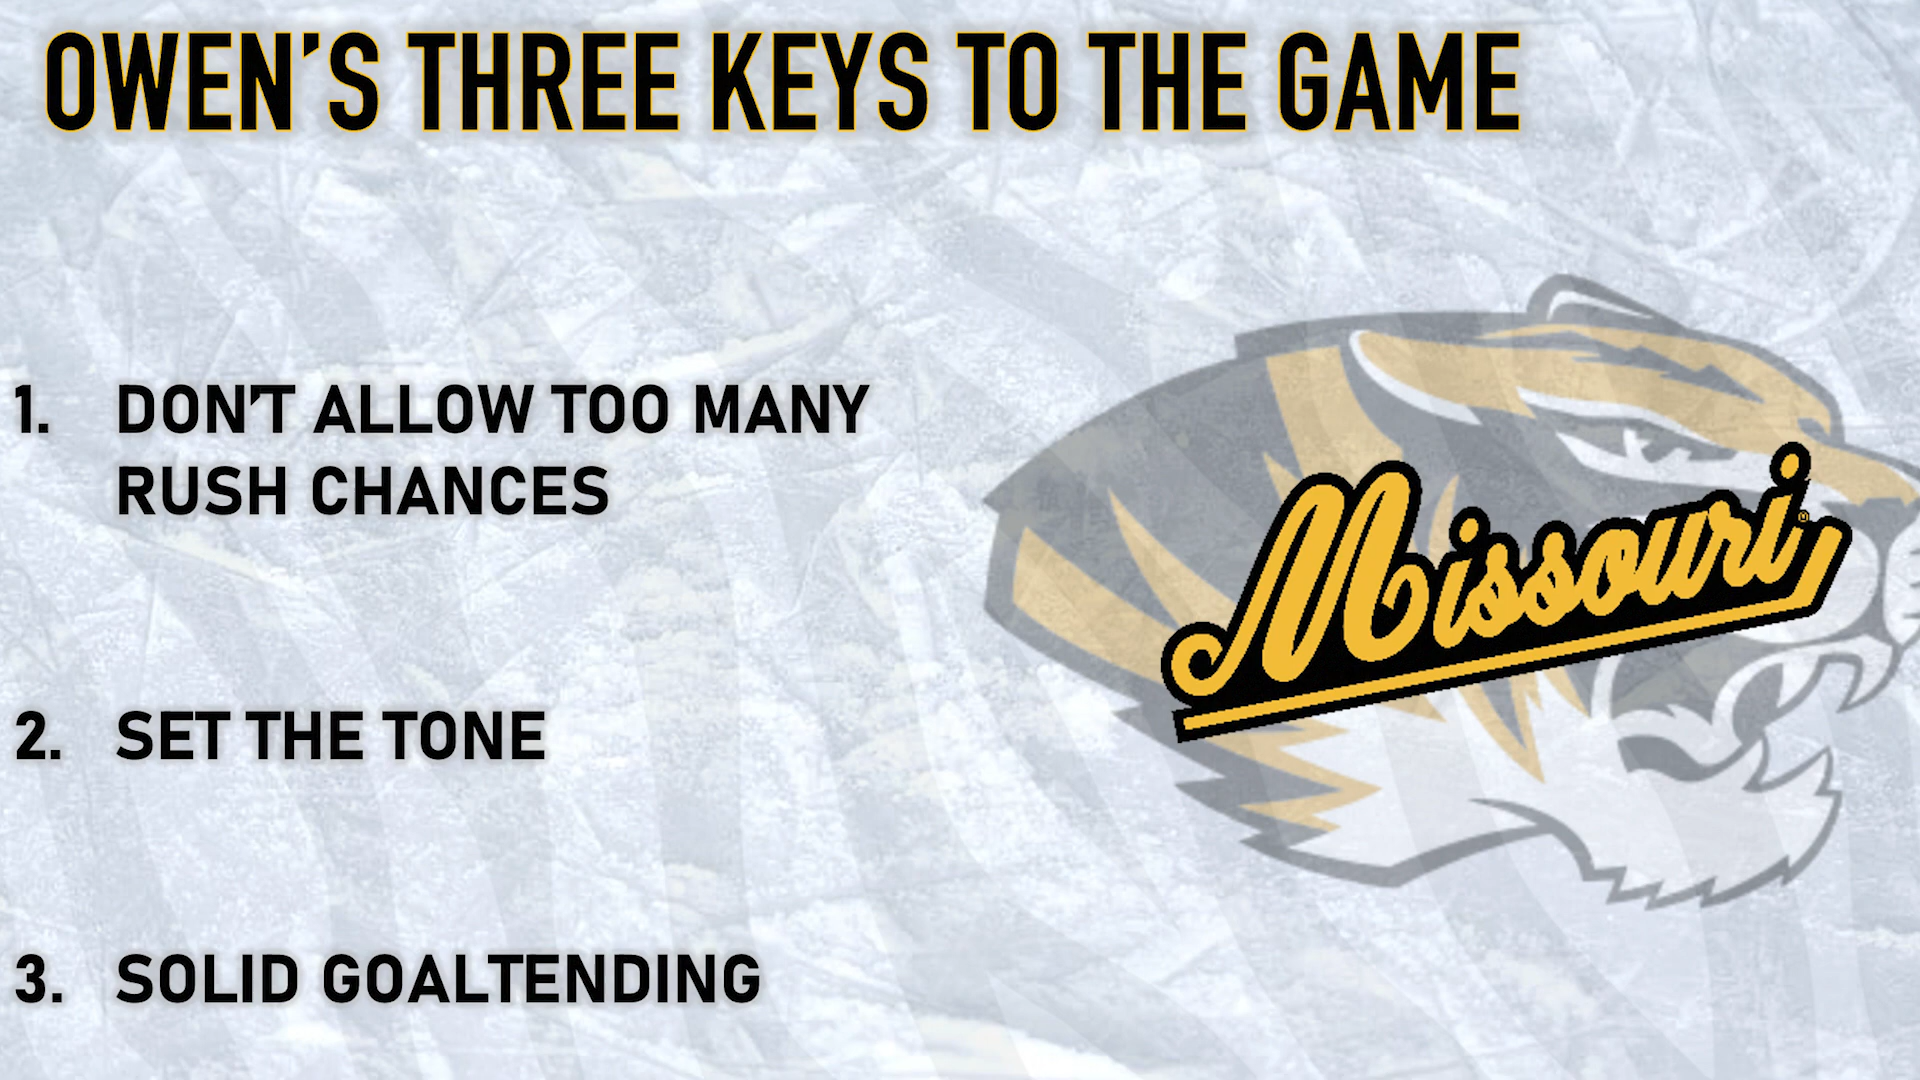 OWEN'S THREE KEYS TO THE GAME
1. DON'T ALLOW TOO MANY
RUSH CHANCES
Missouri
2. SET THE TONE
3. SOLID GOALTENDING